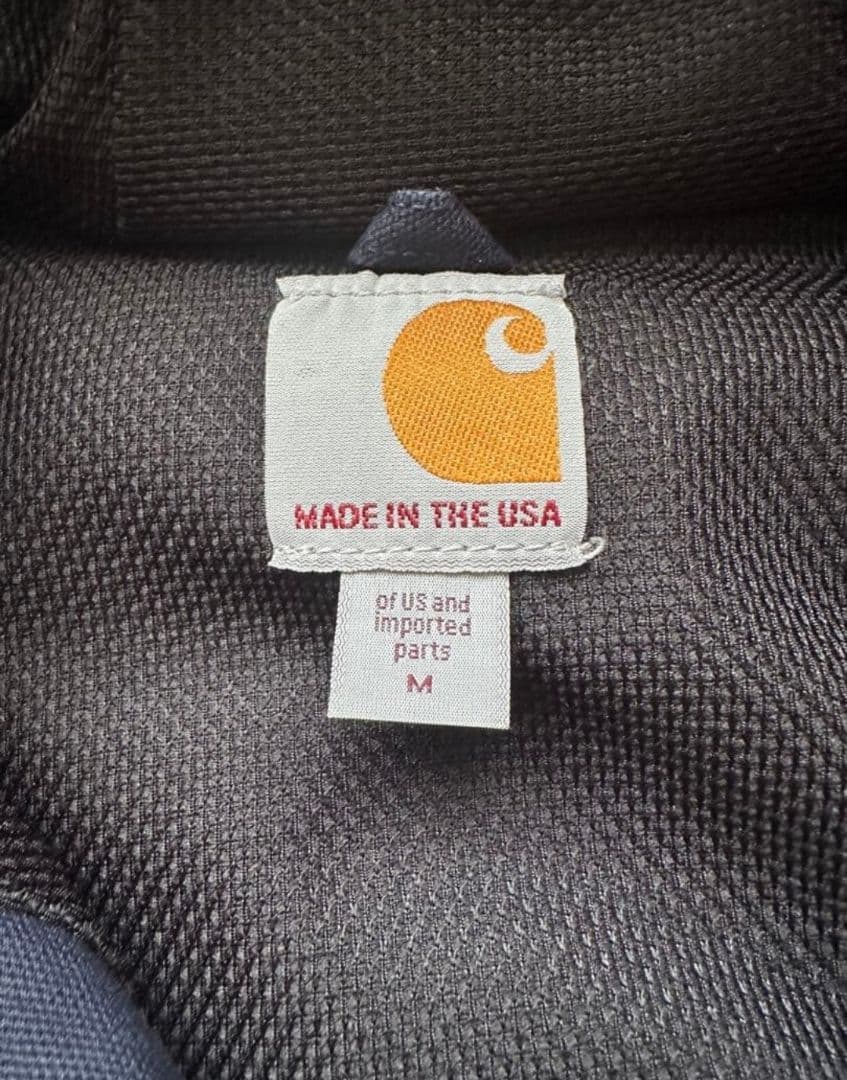 MADE IN THE USA
of US and
imported
parts
M